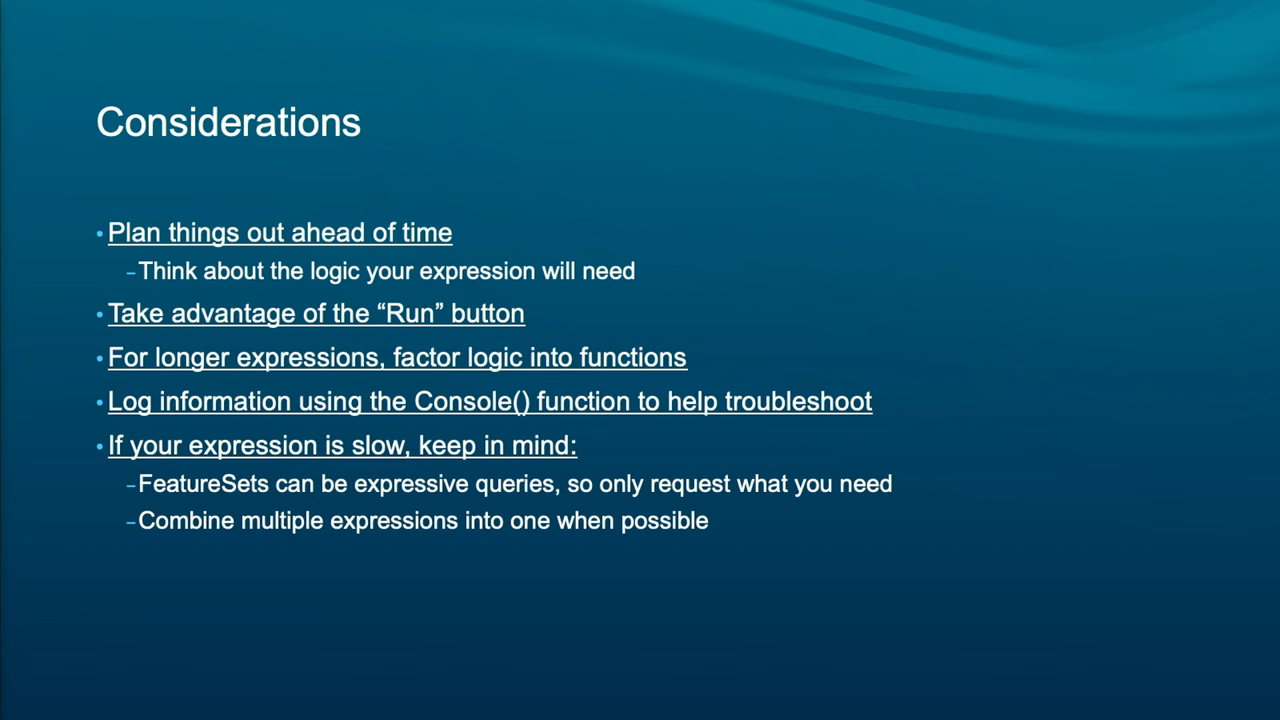 Considerations
• Plan things out ahead of time
– Think about the logic your expression will need
• Take advantage of the “Run” button
• For longer expressions, factor logic into functions
• Log information using the Console() function to help troubleshoot
• If your expression is slow, keep in mind:
– FeatureSets can be expressive queries, so only request what you need
– Combine multiple expressions into one when possible